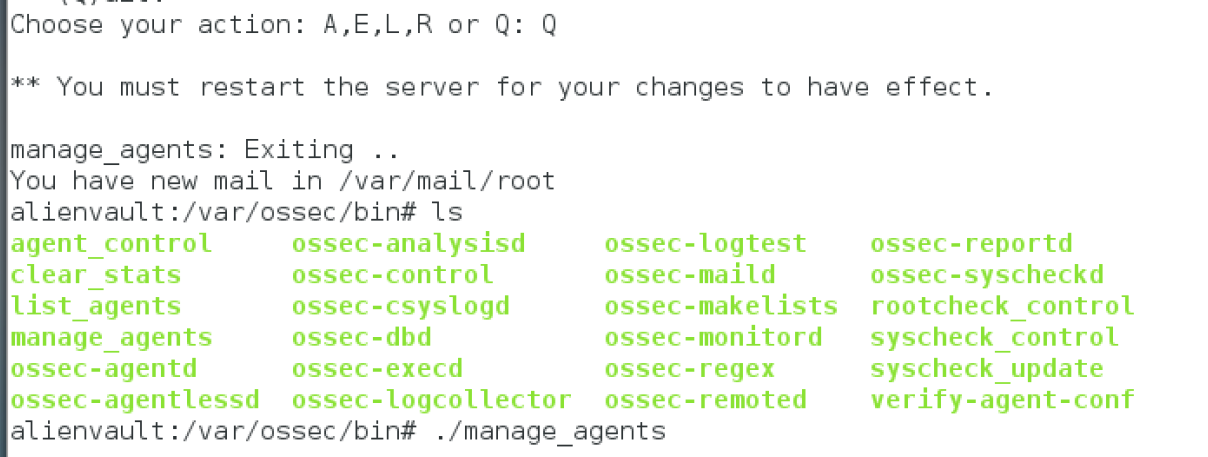 Choose your action: A,E,L,R or Q: Q
** You must restart the server for your changes to have effect.
manage_agents: Exiting ..
You have new mail in /var/mail/root
alienvault:/var/ossec/bin# ls
agent_control ossec-analysisd ossec-logtest ossec-reportd
clear_stats ossec-control ossec-maild ossec-syscheckd
list_agents ossec-csyslogd ossec-makelists rootcheck_control
manage_agents ossec-dbd ossec-monitord syscheck_control
ossec-agentd ossec-execd ossec-regex syscheck_update
ossec-agentlessd ossec-logcollector ossec-remoted verify-agent-conf
alienvault:/var/ossec/bin# ./manage_agents